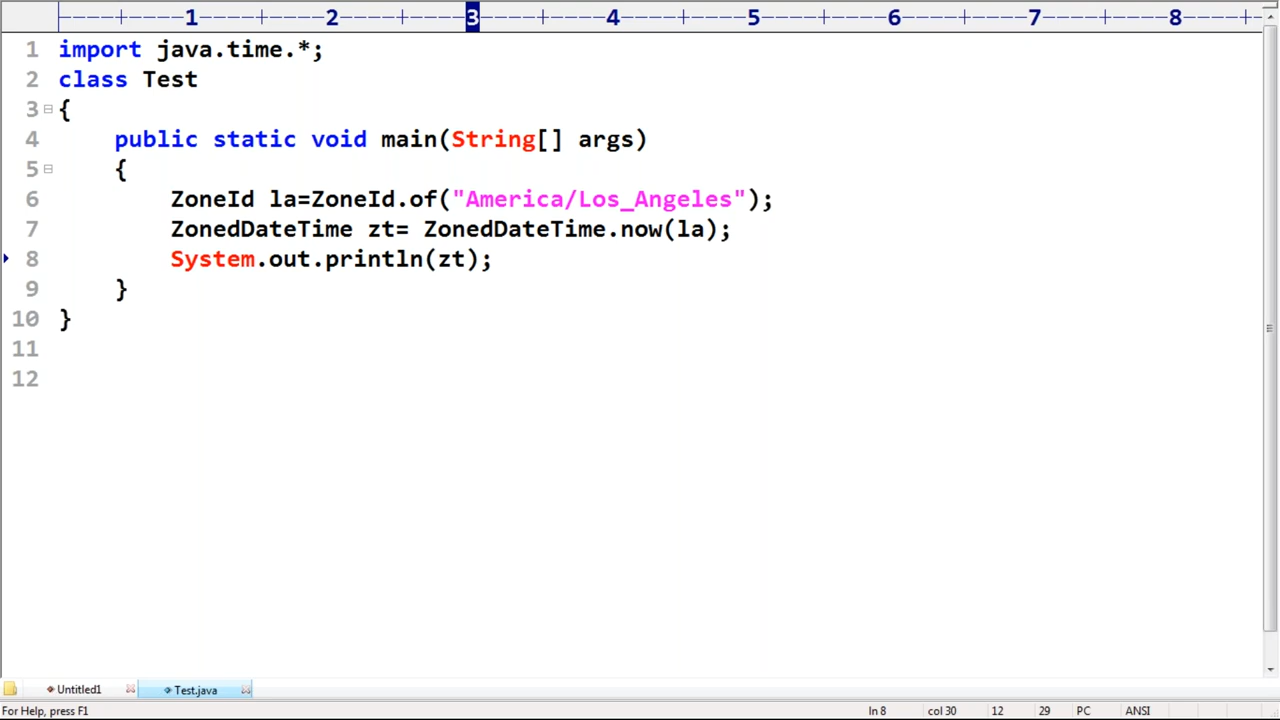 1 2 3 4 5 6 7 8
1 import java.time.*;
2 class Test
3 {
4 public static void main(String[] args)
5 {
6 ZoneId la=ZoneId.of("America/Los_Angeles");
7 ZonedDateTime zt= ZonedDateTime.now(la);
8 System.out.println(zt);
9 }
10 }
11
12
Untitled1 Test.java
For Help, press F1 ln 8 col 30 12 29 PC ANSI